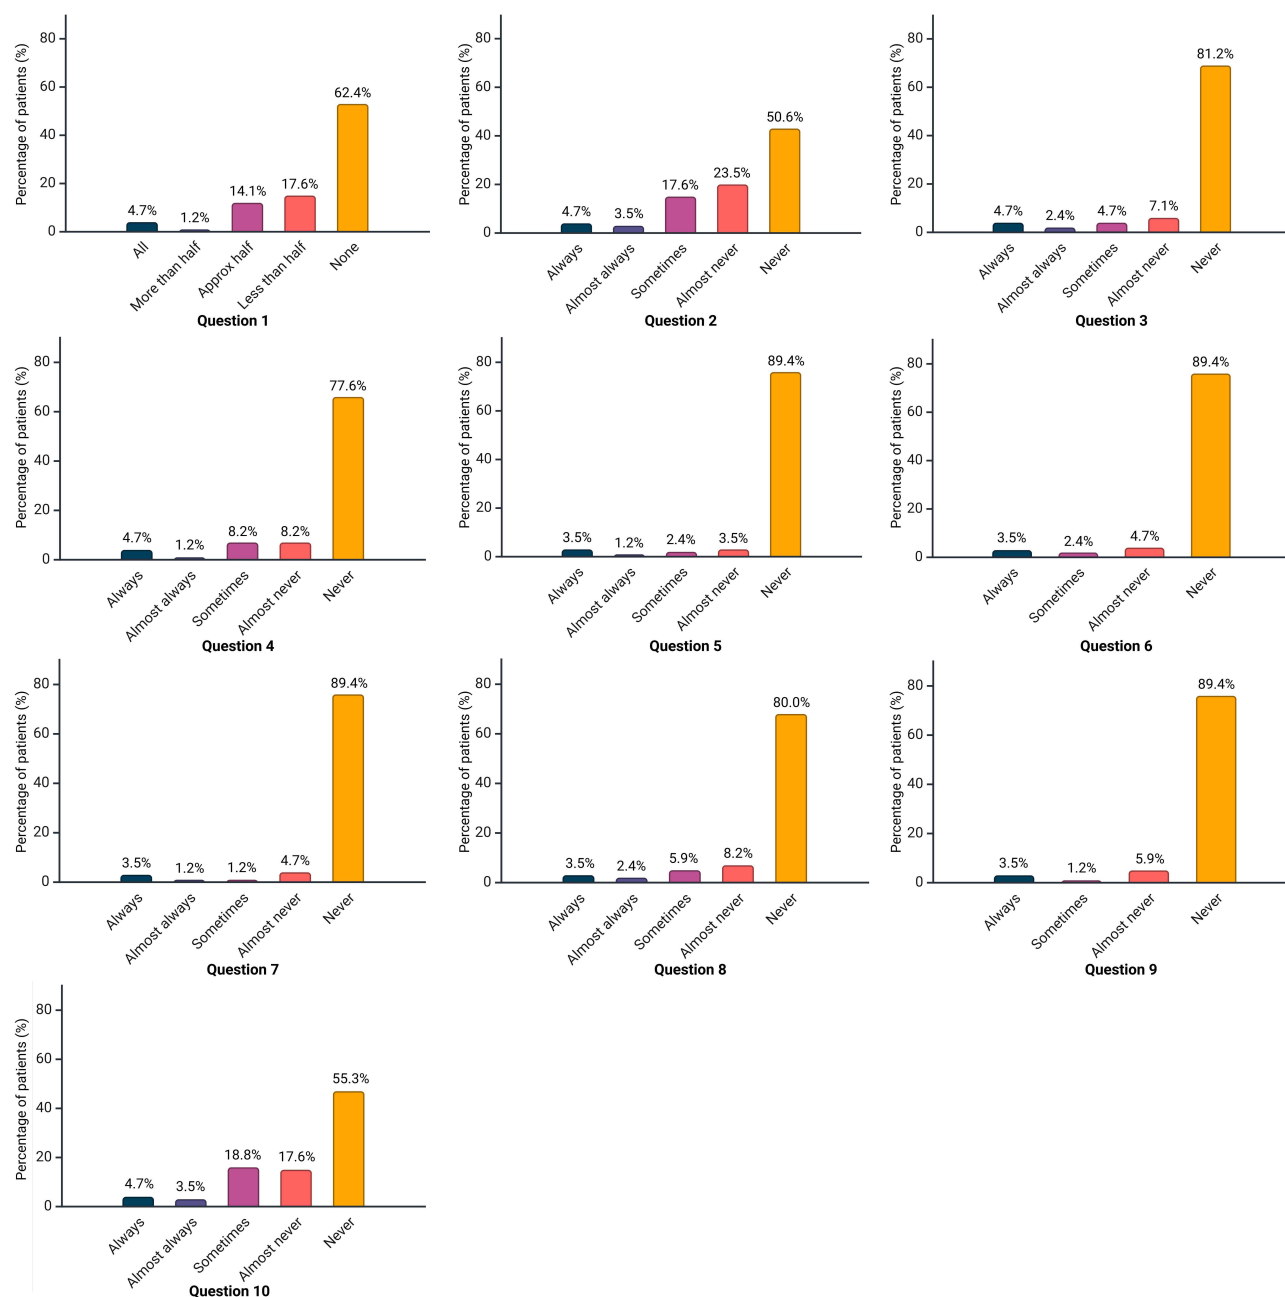 Percentage of patients (%)
80
60
40
20
0
4.7%
1.2%
14.1%
17.6%
62.4%
All
More than half
Approx half
Less than half
None
Question 1
Percentage of patients (%)
80
60
40
20
0
4.7%
3.5%
17.6%
23.5%
50.6%
Always
Almost always
Sometimes
Almost never
Never
Question 2
Percentage of patients (%)
80
60
40
20
0
4.7%
2.4%
4.7%
7.1%
81.2%
Always
Almost always
Sometimes
Almost never
Never
Question 3
Percentage of patients (%)
80
60
40
20
0
4.7%
1.2%
8.2%
8.2%
77.6%
Always
Almost always
Sometimes
Almost never
Never
Question 4
Percentage of patients (%)
80
60
40
20
0
3.5%
1.2%
2.4%
3.5%
89.4%
Always
Almost always
Sometimes
Almost never
Never
Question 5
Percentage of patients (%)
80
60
40
20
0
3.5%
2.4%
4.7%
89.4%
Always
Sometimes
Almost never
Never
Question 6
Percentage of patients (%)
80
60
40
20
0
3.5%
1.2%
1.2%
4.7%
89.4%
Always
Almost always
Sometimes
Almost never
Never
Question 7
Percentage of patients (%)
80
60
40
20
0
3.5%
2.4%
5.9%
8.2%
80.0%
Always
Almost always
Sometimes
Almost never
Never
Question 8
Percentage of patients (%)
80
60
40
20
0
3.5%
1.2%
5.9%
89.4%
Always
Sometimes
Almost never
Never
Question 9
Percentage of patients (%)
80
60
40
20
0
4.7%
3.5%
18.8%
17.6%
55.3%
Always
Almost always
Sometimes
Almost never
Never
Question 10